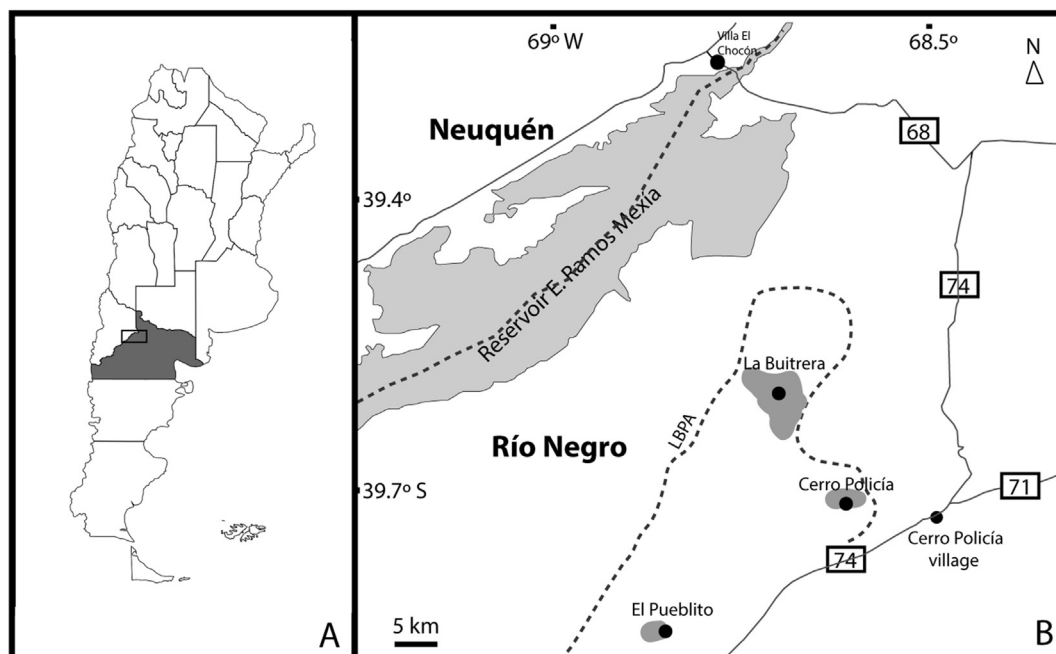 69º W
68.5º
Villa El
Chocón
N
Neuquén
68
39.4º
Reservoir E. Ramos Mexía
74
La Buitrera
LBPA
Río Negro
39.7º S
Cerro Policía
71
Cerro Policía
village
74
El Pueblito
5 km
A
B